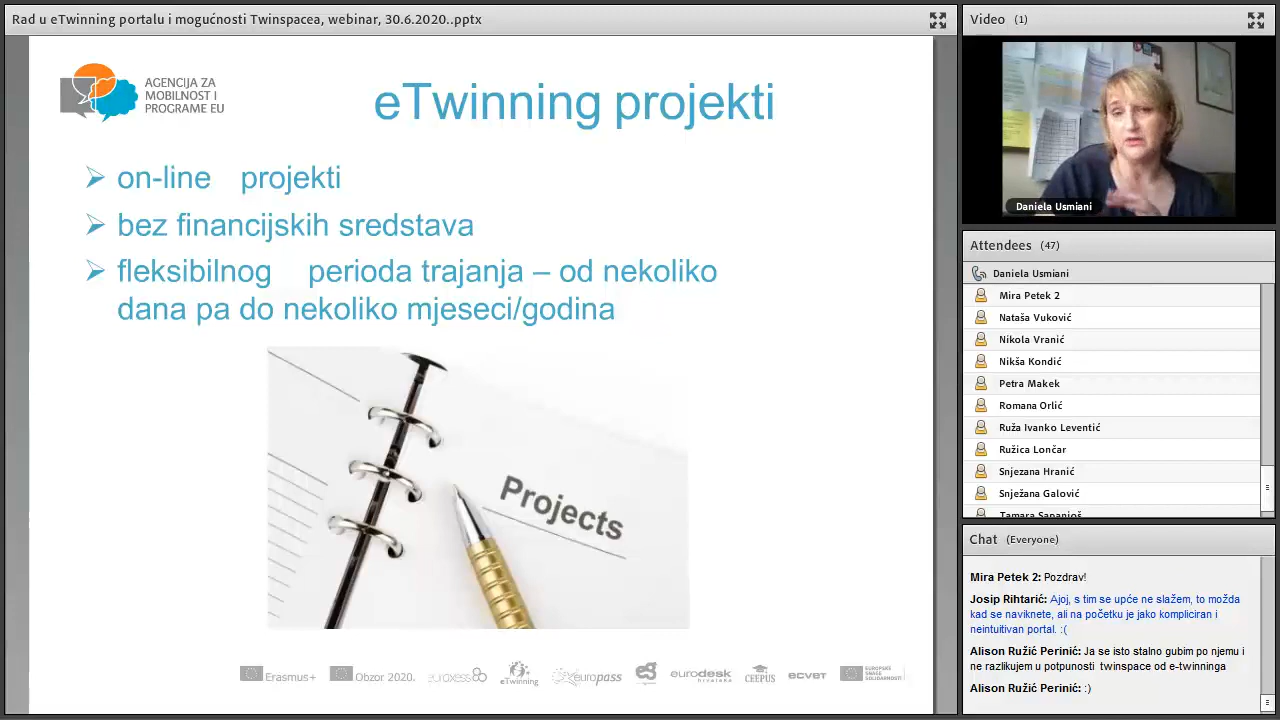 Rad u eTwinning portalu i mogućnosti Twinspacea, webinar, 30.6.2020..pptx
AGENCIJA ZA
MOBILNOST I
PROGRAME EU
eTwinning projekti
on-line projekti
bez financijskih sredstava
fleksibilnog perioda trajanja – od nekoliko
dana pa do nekoliko mjeseci/godina
Projects
Erasmus+
Obzor 2020.
euraxess
eTwinning
europass
eurodesk
hrvatska
CEEPUS
ECVET
EUROPSKE
SNAGE
SOLIDARNOSTI
Video (1)
Daniela Usmiani
Attendees (47)
Daniela Usmiani
Mira Petek 2
Nataša Vuković
Nikola Vranić
Nikša Kondić
Petra Makek
Romana Orlić
Ruža Ivanko Leventić
Ružica Lončar
Snjezana Hranić
Snježana Galović
Chat (Everyone)
Mira Petek 2: Pozdrav!
Josip Rihtarić: Ajoj, s tim se upće ne slažem, to možda
kad se naviknete, ali na početku je jako kompliciran i
neintuitivan portal. :(
Alison Ružić Perinić: Ja se isto stalno gubim po njemu i
ne razlikujem u potpunosti twinspace od e-twinninga
Alison Ružić Perinić: :)